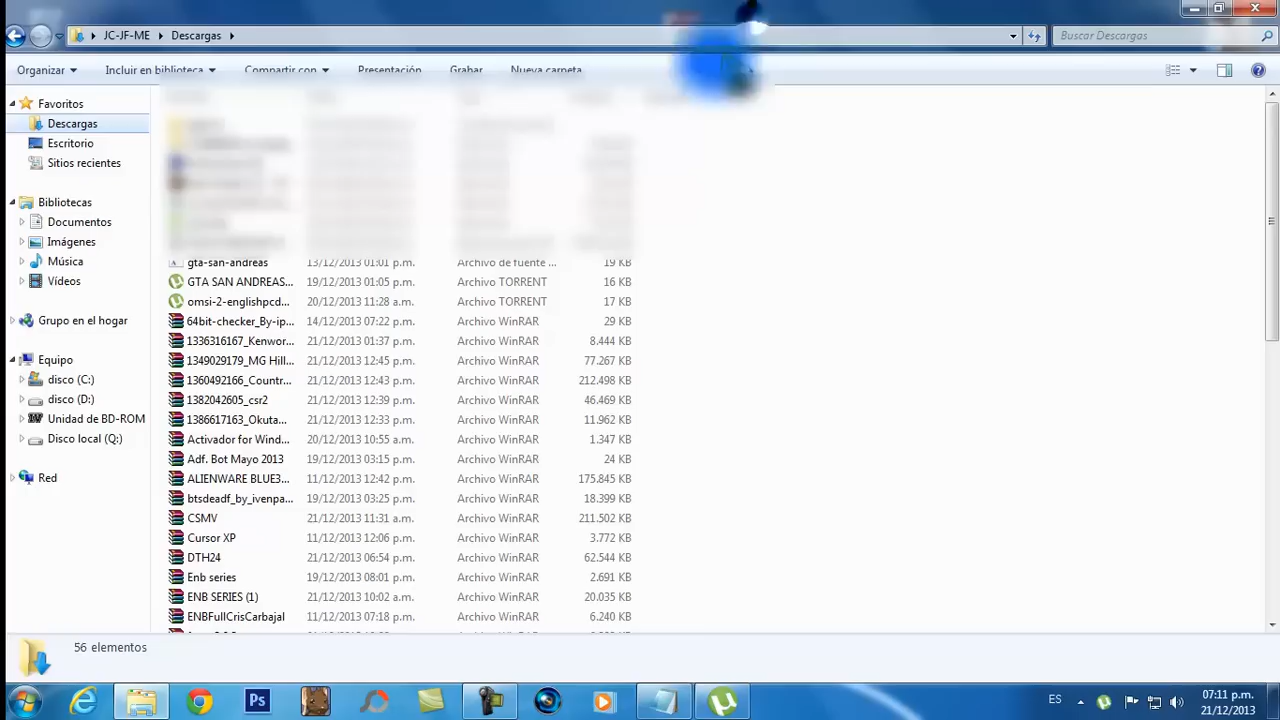 JC-JF-ME Descargas
Buscar Descargas
Organizar Incluir en biblioteca Compartir con Presentación Grabar Nueva carpeta
Favoritos
Descargas
Escritorio
Sitios recientes
Bibliotecas
Documentos
Imágenes
Música
Vídeos
Grupo en el hogar
Equipo
disco (C:)
disco (D:)
Unidad de BD-ROM
Disco local (Q:)
Red
gta-san-andreas 13/12/2013 01:01 p.m. Archivo de fuente ... 19 KB
GTA SAN ANDREAS... 19/12/2013 01:05 p.m. Archivo TORRENT 16 KB
omsi-2-englishpcd... 20/12/2013 11:28 a.m. Archivo TORRENT 17 KB
64bit-checker_By-ip... 14/12/2013 07:22 p.m. Archivo WinRAR 29 KB
1336316167_Kenwor... 21/12/2013 01:37 p.m. Archivo WinRAR 8.444 KB
1349029179_MG Hill... 21/12/2013 12:45 p.m. Archivo WinRAR 77.267 KB
1360492166_Countr... 21/12/2013 12:43 p.m. Archivo WinRAR 212.498 KB
1382042605_csr2 21/12/2013 12:39 p.m. Archivo WinRAR 46.469 KB
1386617163_Okuta... 21/12/2013 12:33 p.m. Archivo WinRAR 11.962 KB
Activador for Wind... 20/12/2013 10:55 a.m. Archivo WinRAR 1.347 KB
Adf. Bot Mayo 2013 19/12/2013 03:15 p.m. Archivo WinRAR 24 KB
ALIENWARE BLUE3... 11/12/2013 12:42 p.m. Archivo WinRAR 175.845 KB
btsdeadf_by_ivenpa... 19/12/2013 03:25 p.m. Archivo WinRAR 18.399 KB
CSMV 21/12/2013 11:31 a.m. Archivo WinRAR 211.502 KB
Cursor XP 11/12/2013 12:06 p.m. Archivo WinRAR 3.772 KB
DTH24 21/12/2013 06:54 p.m. Archivo WinRAR 62.544 KB
Enb series 19/12/2013 08:01 p.m. Archivo WinRAR 2.691 KB
ENB SERIES (1) 21/12/2013 10:02 a.m. Archivo WinRAR 20.035 KB
ENBFullCrisCarbajal 11/12/2013 07:18 p.m. Archivo WinRAR 6.240 KB
56 elementos
Ps
ES
07:11 p.m.
21/12/2013